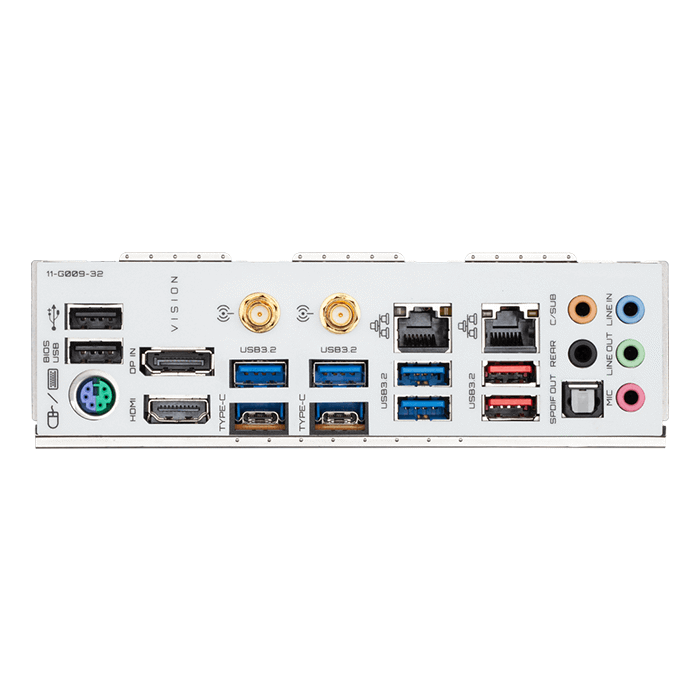 11-G009-32
VISION
BIOS
USB
DP IN
HDMI
USB3.2
TYPE-C
USB3.2
TYPE-C
USB3.2
USB3.2
C/SUB
REAR
SPDIF OUT
LINE IN
LINE OUT
MIC